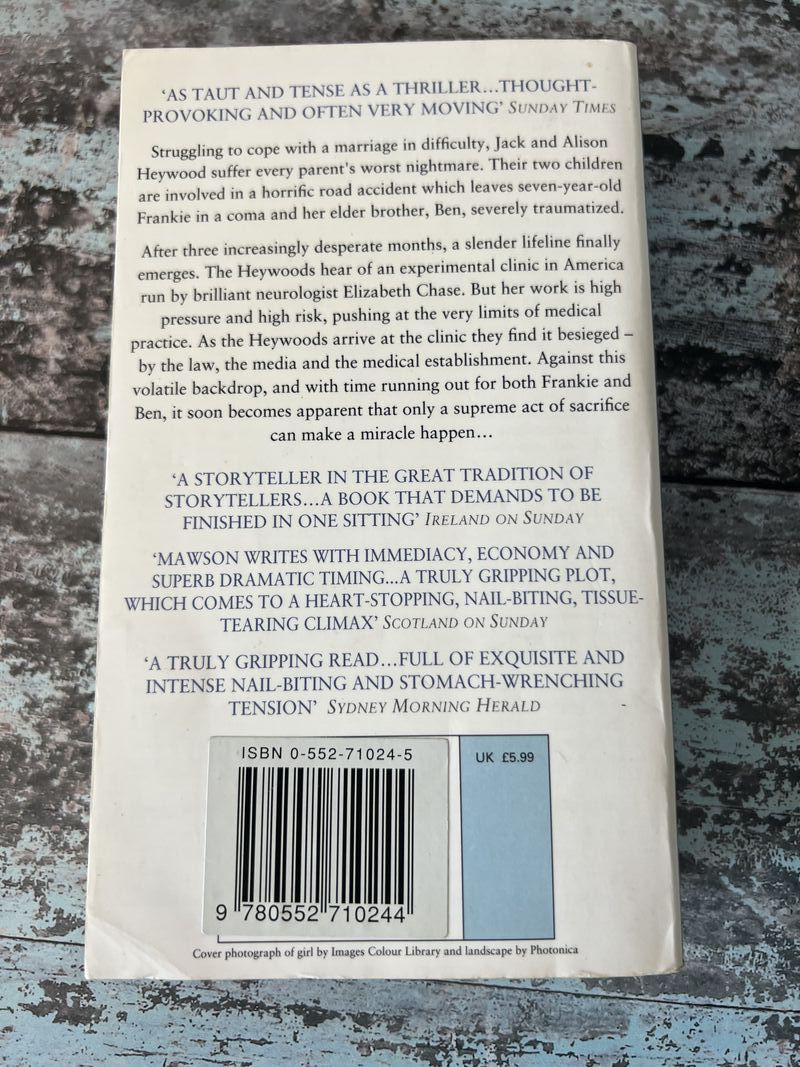 ‘AS TAUT AND TENSE AS A THRILLER...THOUGHT-
PROVOKING AND OFTEN VERY MOVING’ SUNDAY TIMES
Struggling to cope with a marriage in difficulty, Jack and Alison
Heywood suffer every parent's worst nightmare. Their two children
are involved in a horrific road accident which leaves seven-year-old
Frankie in a coma and her elder brother, Ben, severely traumatized.
After three increasingly desperate months, a slender lifeline finally
emerges. The Heywoods hear of an experimental clinic in America
run by brilliant neurologist Elizabeth Chase. But her work is high
pressure and high risk, pushing at the very limits of medical
practice. As the Heywoods arrive at the clinic they find it besieged –
by the law, the media and the medical establishment. Against this
volatile backdrop, and with time running out for both Frankie and
Ben, it soon becomes apparent that only a supreme act of sacrifice
can make a miracle happen...
‘A STORYTELLER IN THE GREAT TRADITION OF
STORYTELLERS...A BOOK THAT DEMANDS TO BE
FINISHED IN ONE SITTING’ IRELAND ON SUNDAY
‘MAWSON WRITES WITH IMMEDIACY, ECONOMY AND
SUPERB DRAMATIC TIMING...A TRULY GRIPPING PLOT,
WHICH COMES TO A HEART-STOPPING, NAIL-BITING, TISSUE-
TEARING CLIMAX’ SCOTLAND ON SUNDAY
‘A TRULY GRIPPING READ...FULL OF EXQUISITE AND
INTENSE NAIL-BITING AND STOMACH-WRENCHING
TENSION’ SYDNEY MORNING HERALD
ISBN 0-552-71024-5
UK £5.99
9 780552 710244
Cover photograph of girl by Images Colour Library and landscape by Photonica